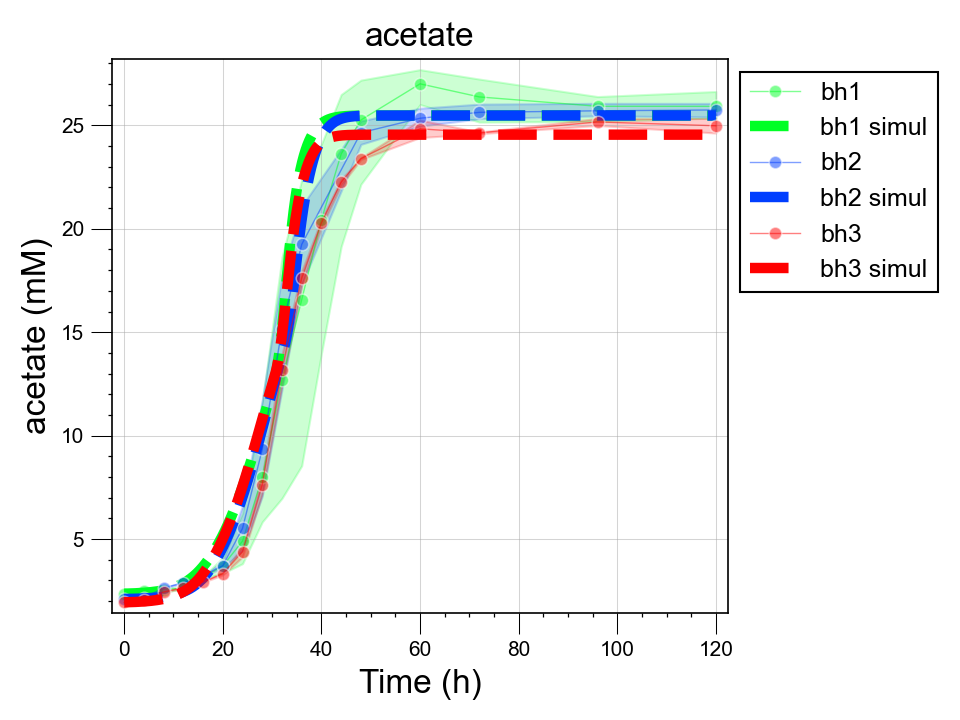 acetate
bh1
bh1 simul
bh2
bh2 simul
bh3
bh3 simul
acetate (mM)
25
20
15
10
5
0 20 40 60 80 100 120
Time (h)